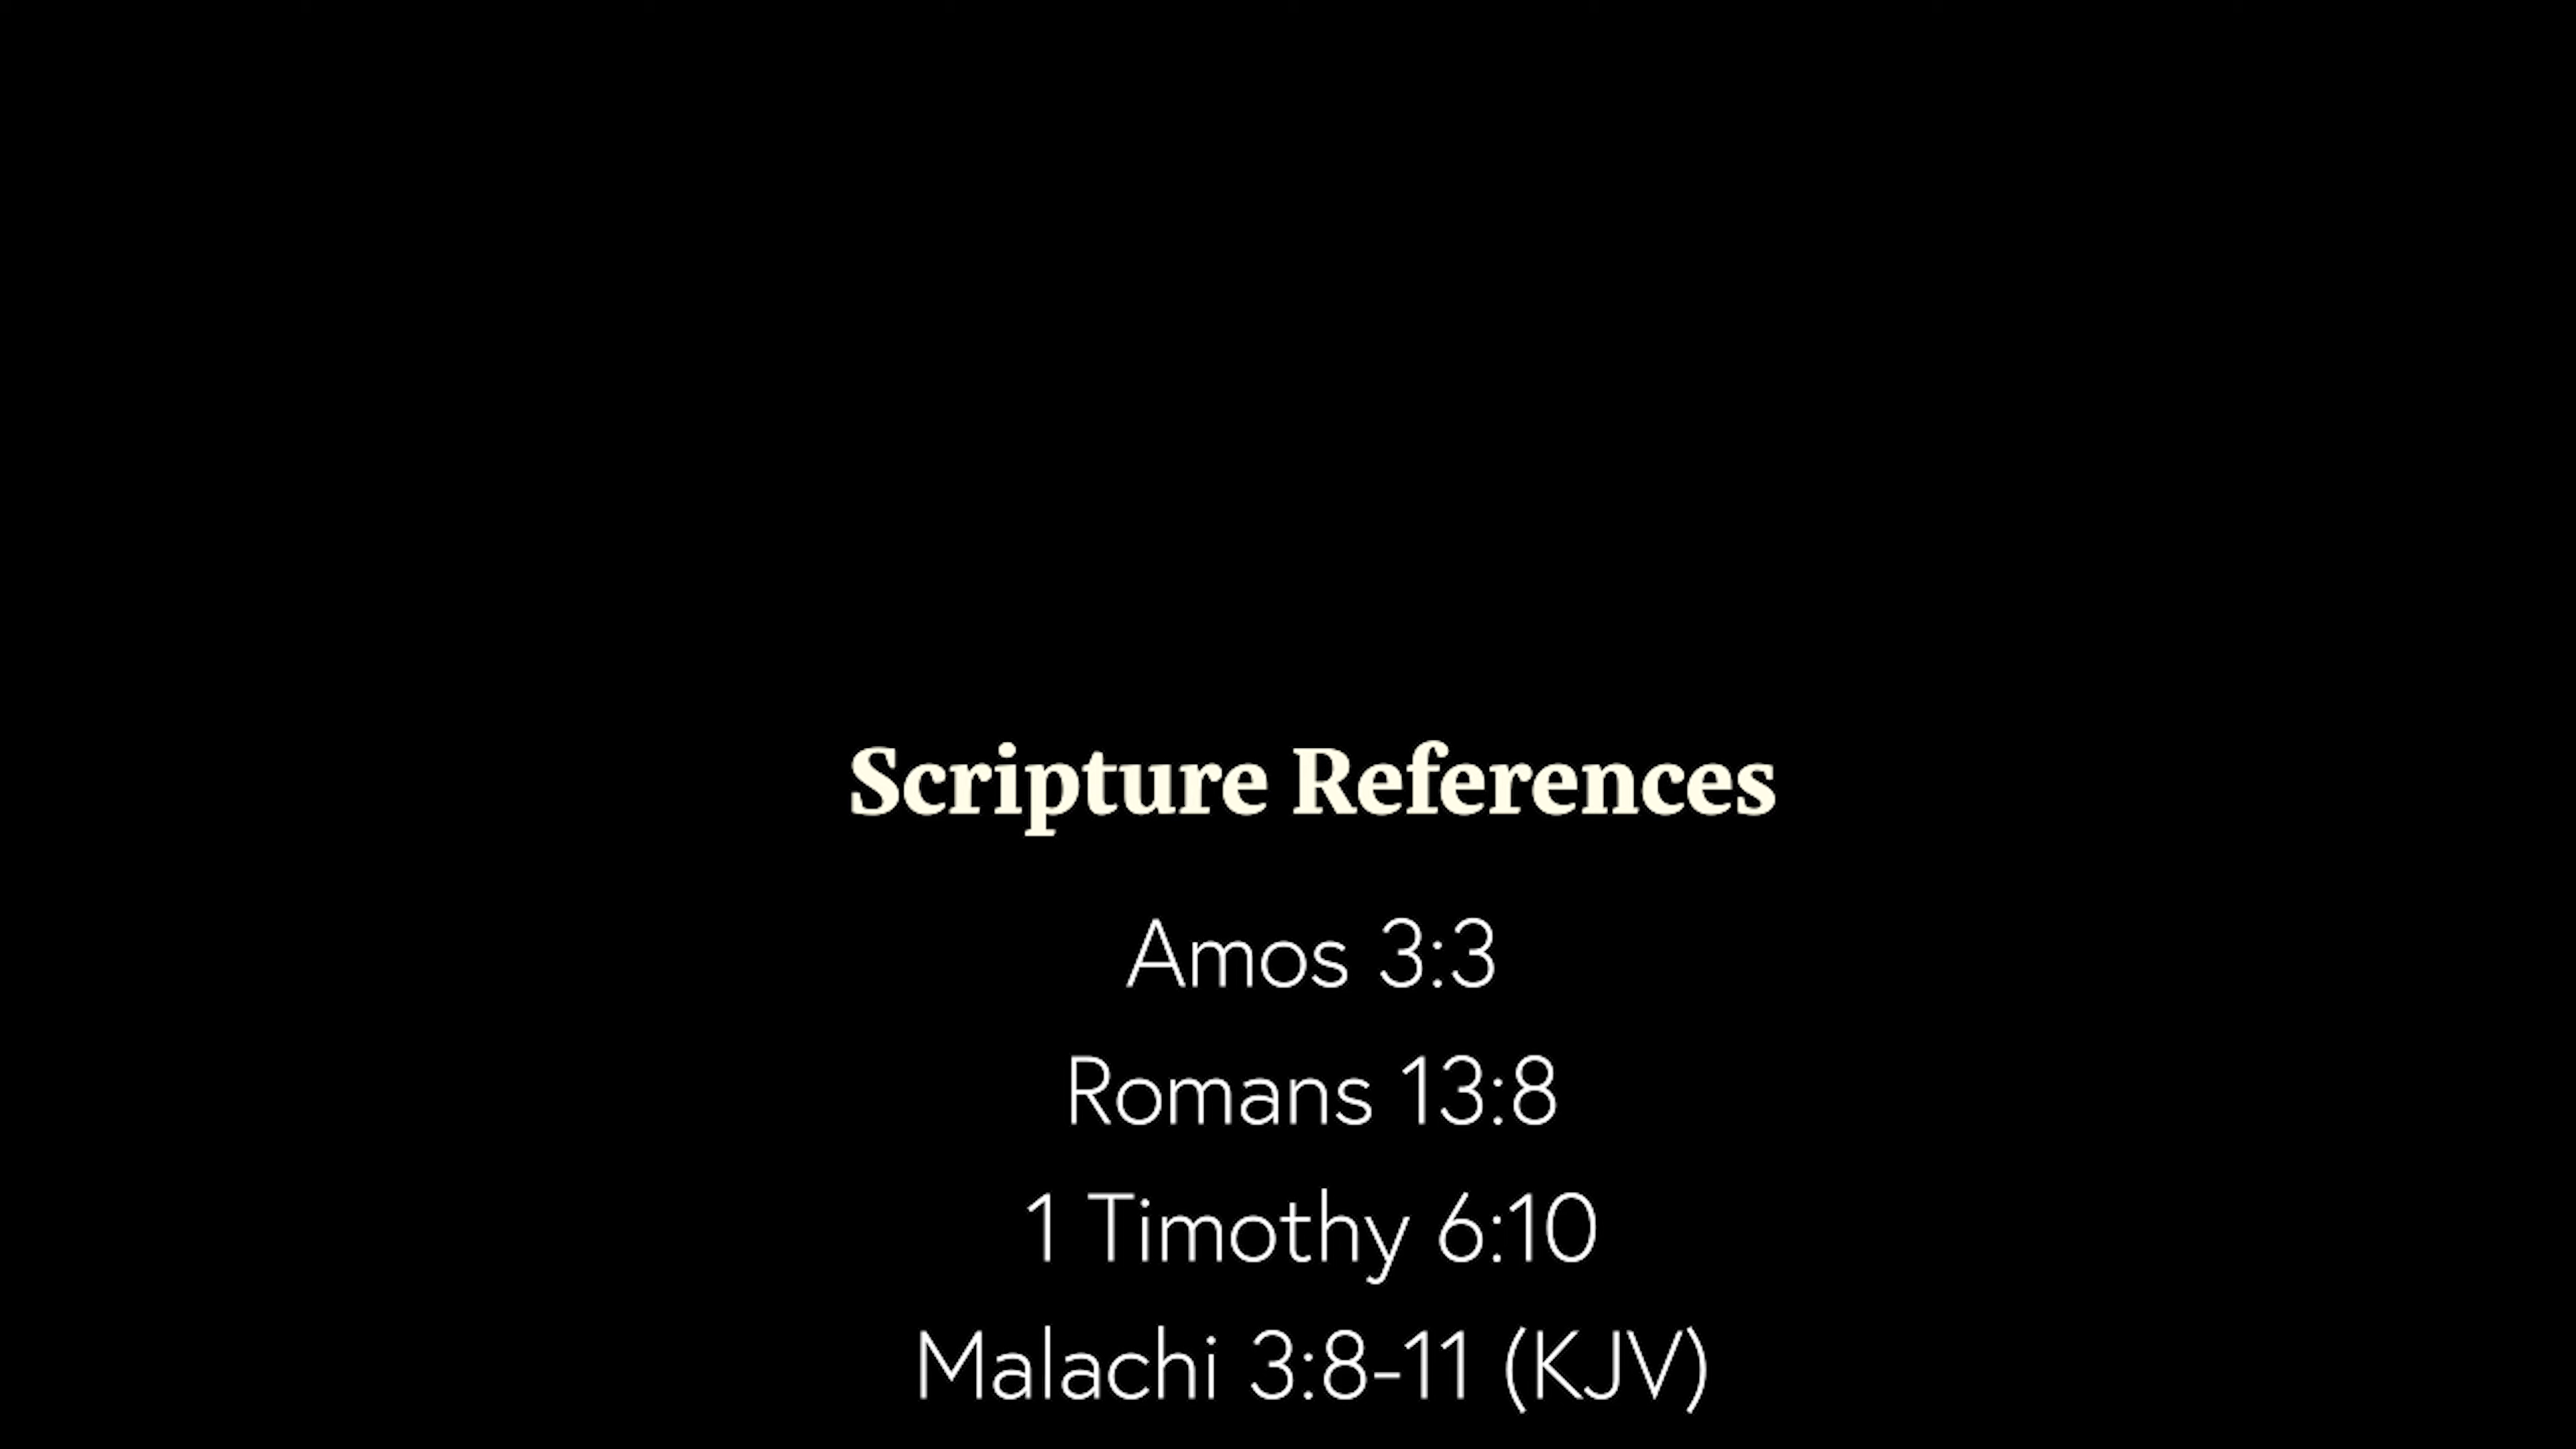 Scripture References
Amos 3:3
Romans 13:8
1 Timothy 6:10
Malachi 3:8-11 (KJV)